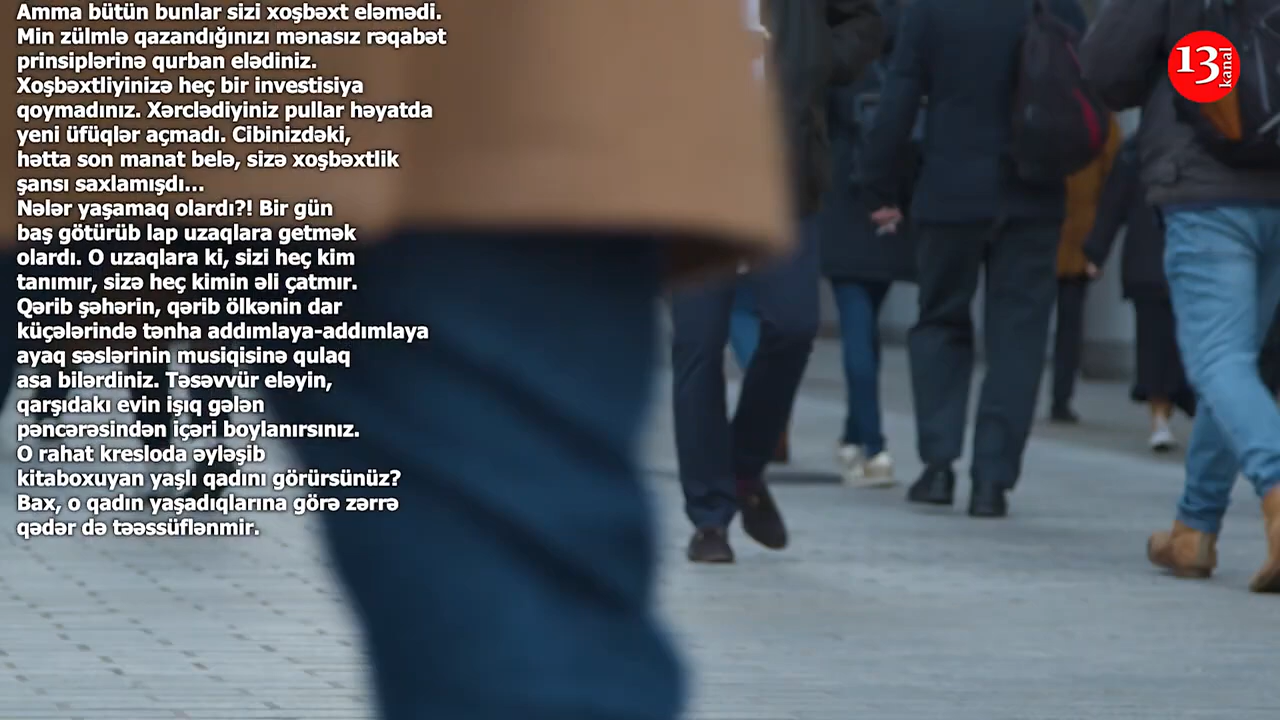 Amma bütün bunlar sizi xoşbəxt eləmədi.
Min zülmlə qazandığınızı mənasız rəqabət
prinsiplərinə qurban elədiniz.
Xoşbəxtliyinizə heç bir investisiya
qoymadınız. Xərclədiyiniz pullar həyatda
yeni üfüqlər açmadı. Cibinizdəki,
hətta son manat belə, sizə xoşbəxtlik
şansı saxlamışdı...
Nələr yaşamaq olardı?! Bir gün
baş götürüb lap uzaqlara getmək
olardı. O uzaqlara ki, sizi heç kim
tanımır, sizə heç kimin əli çatmır.
Qərib şəhərin, qərib ölkənin dar
küçələrində tənha addımlaya-addımlaya
ayaq səslərinin musiqisinə qulaq
asa bilərdiniz. Təsəvvür eləyin,
qarşıdakı evin işıq gələn
pəncərəsindən içəri boylanırsınız.
O rahat kresloda əyləşib
kitaboxuyan yaşlı qadını görürsünüz?
Bax, o qadın yaşadıqlarına görə zərrə
qədər də təəssüflənmir.
13 kanal